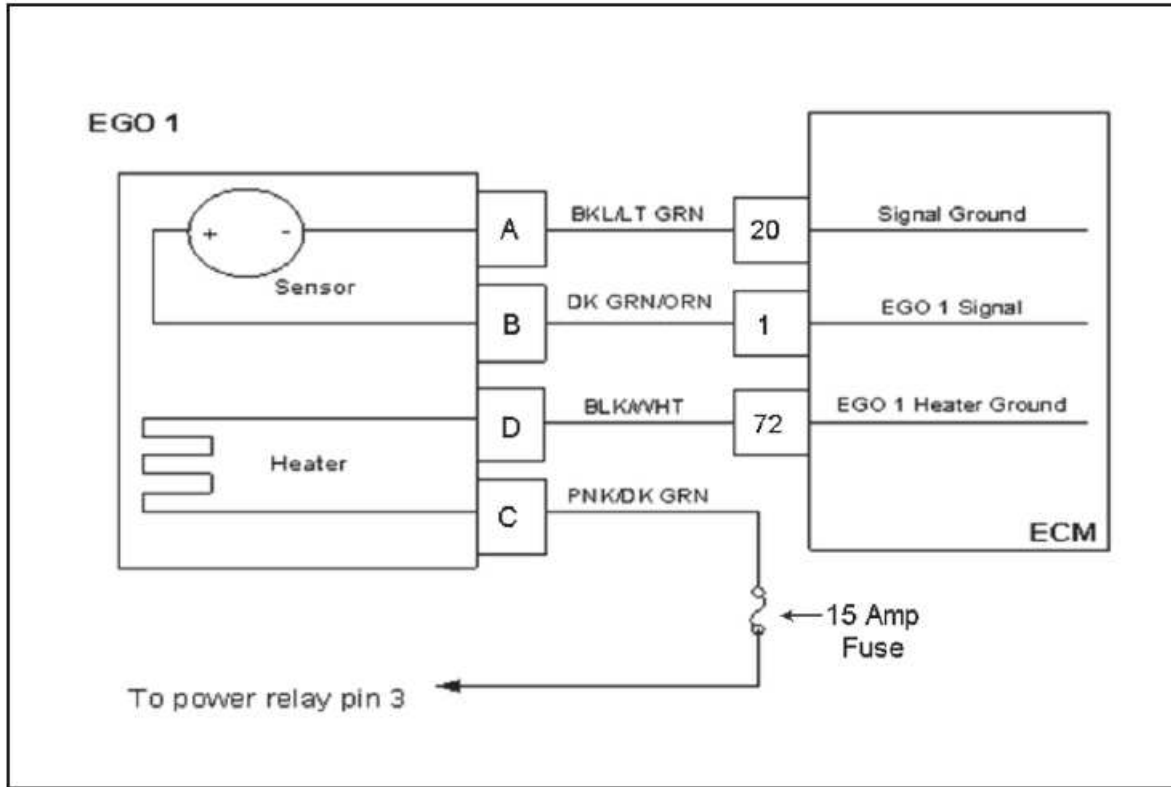 EGO 1
+ -
Sensor
Heater
A
B
D
C
BKL/LT GRN
DK GRN/ORN
BLK/WHT
PNK/DK GRN
20
1
72
Signal Ground
EGO 1 Signal
EGO 1 Heater Ground
ECM
15 Amp
Fuse
To power relay pin 3